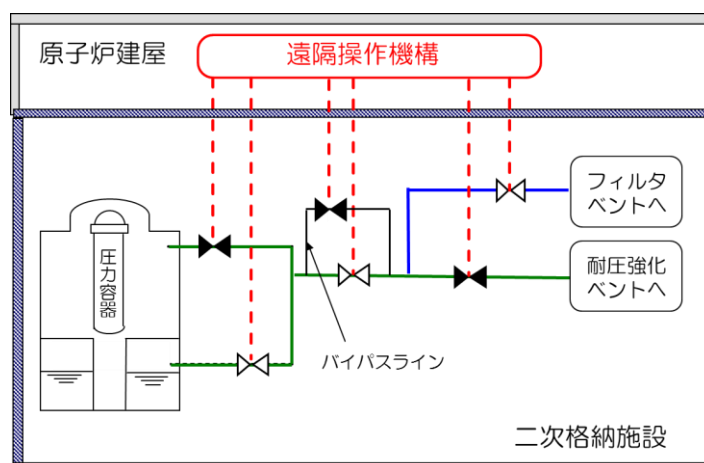 原子炉建屋
遠隔操作機構
フィルタ
ベントへ
圧力容器
耐圧強化
ベントへ
バイパスライン
二次格納施設